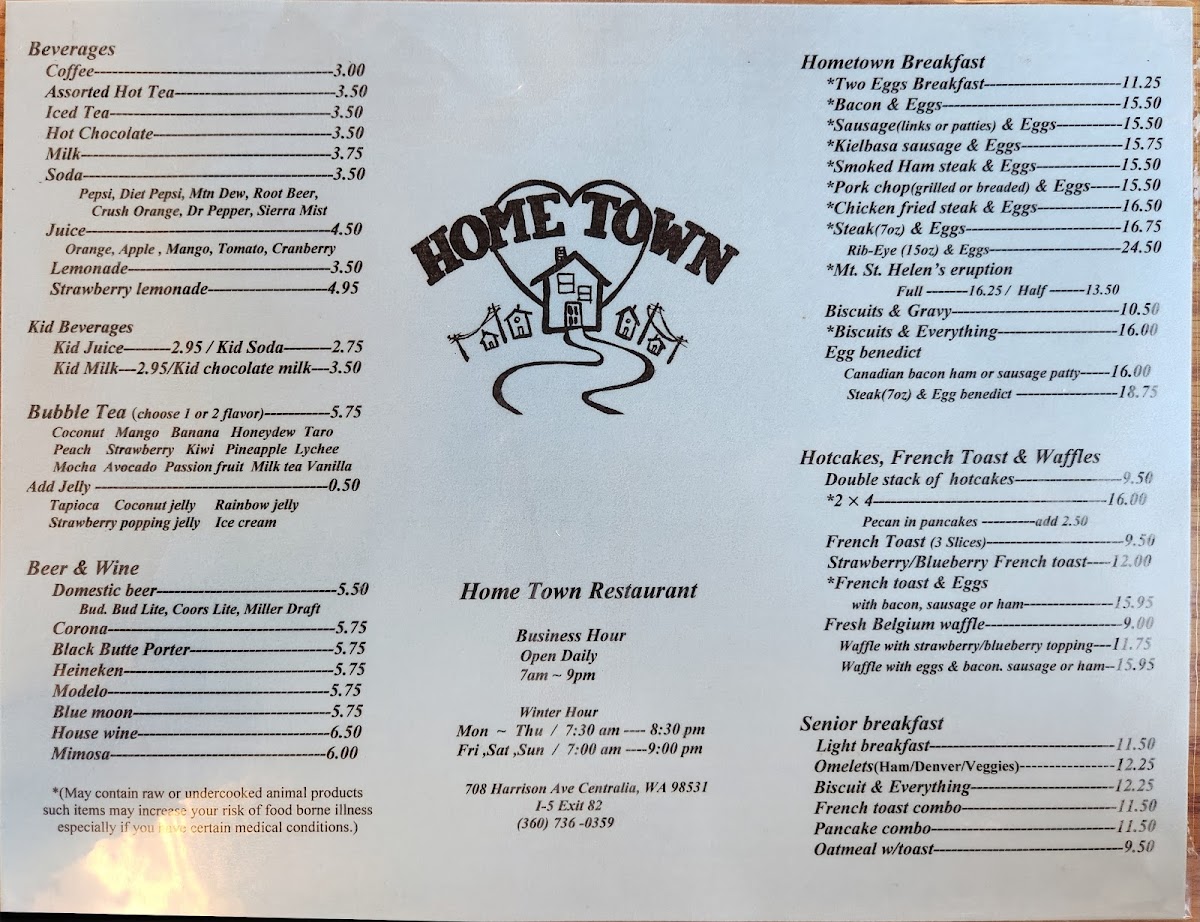 Beverages
Coffee----------3.00
Assorted Hot Tea----------3.50
Iced Tea----------3.50
Hot Chocolate----------3.50
Milk----------3.75
Soda----------3.50
Pepsi, Diet Pepsi, Mtn Dew, Root Beer,
Crush Orange, Dr Pepper, Sierra Mist
Juice----------4.50
Orange, Apple , Mango, Tomato, Cranberry
Lemonade----------3.50
Strawberry lemonade----------4.95
Kid Beverages
Kid Juice--------2.95 / Kid Soda--------2.75
Kid Milk---2.95/Kid chocolate milk---3.50
Bubble Tea (choose 1 or 2 flavor)----------5.75
Coconut Mango Banana Honeydew Taro
Peach Strawberry Kiwi Pineapple Lychee
Mocha Avocado Passion fruit Milk tea Vanilla
Add Jelly ----------0.50
Tapioca Coconut jelly Rainbow jelly
Strawberry popping jelly Ice cream
Beer & Wine
Domestic beer----------5.50
Bud. Bud Lite, Coors Lite, Miller Draft
Corona----------5.75
Black Butte Porter----------5.75
Heineken----------5.75
Modelo----------5.75
Blue moon----------5.75
House wine----------6.50
Mimosa----------6.00
*(May contain raw or undercooked animal products
such items may increase your risk of food borne illness
especially if you have certain medical conditions.)
HOME TOWN
Home Town Restaurant
Business Hour
Open Daily
7am ~ 9pm
Winter Hour
Mon ~ Thu / 7:30 am ---- 8:30 pm
Fri ,Sat ,Sun / 7:00 am ----9:00 pm
708 Harrison Ave Centralia, WA 98531
I-5 Exit 82
(360) 736 -0359
Hometown Breakfast
*Two Eggs Breakfast----------11.25
*Bacon & Eggs----------15.50
*Sausage(links or patties) & Eggs----------15.50
*Kielbasa sausage & Eggs----------15.75
*Smoked Ham steak & Eggs----------15.50
*Pork chop(grilled or breaded) & Eggs-----15.50
*Chicken fried steak & Eggs----------16.50
*Steak(7oz) & Eggs----------16.75
Rib-Eye (15oz) & Eggs----------24.50
*Mt. St. Helen's eruption
Full -------16.25 / Half ------13.50
Biscuits & Gravy----------10.50
*Biscuits & Everything----------16.00
Egg benedict
Canadian bacon ham or sausage patty-----16.00
Steak(7oz) & Egg benedict ----------18.75
Hotcakes, French Toast & Waffles
Double stack of hotcakes----------9.50
*2 × 4----------16.00
Pecan in pancakes ---------add 2.50
French Toast (3 Slices)----------9.50
Strawberry/Blueberry French toast----12.00
*French toast & Eggs
with bacon, sausage or ham----------15.95
Fresh Belgium waffle----------9.00
Waffle with strawberry/blueberry topping---11.75
Waffle with eggs & bacon. sausage or ham--15.95
Senior breakfast
Light breakfast----------11.50
Omelets(Ham/Denver/Veggies)----------12.25
Biscuit & Everything----------12.25
French toast combo----------11.50
Pancake combo----------11.50
Oatmeal w/toast----------9.50